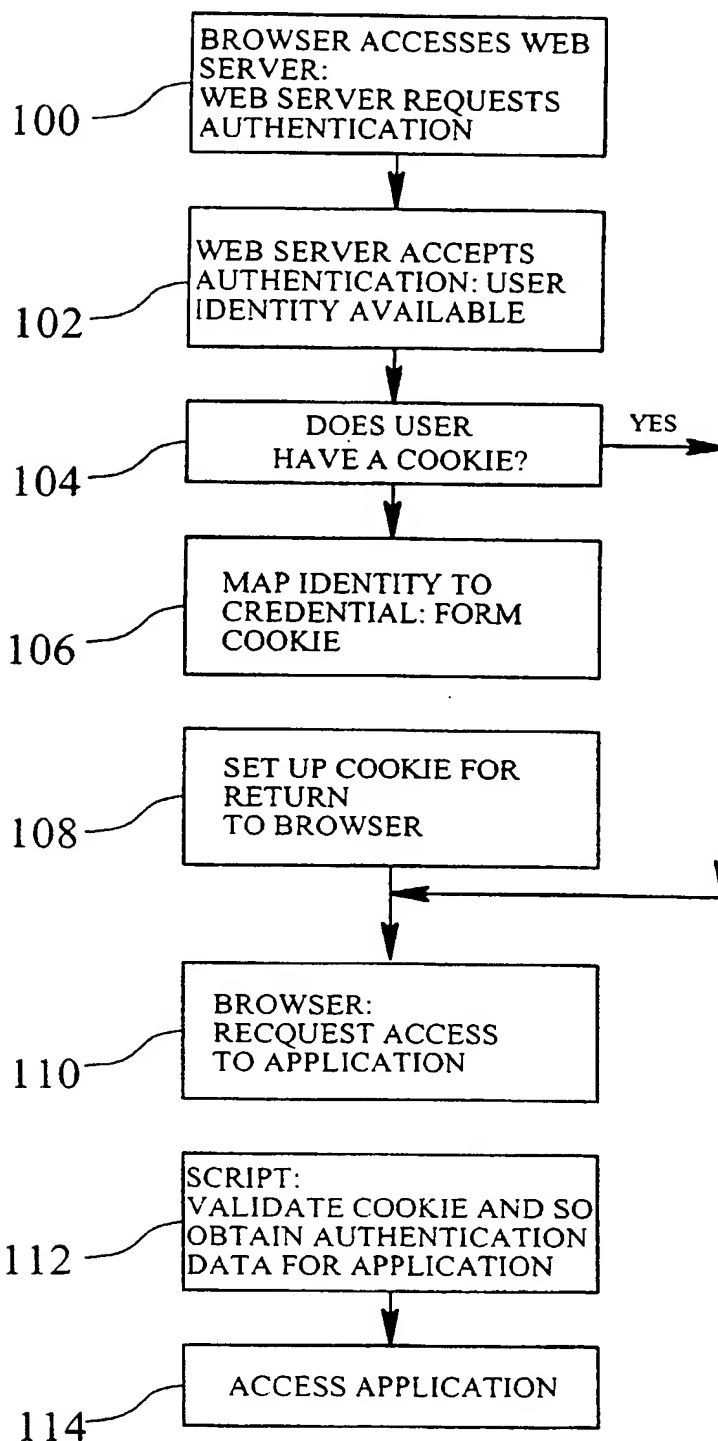 BROWSER ACCESSES WEB
SERVER:
WEB SERVER REQUESTS
AUTHENTICATION
100
WEB SERVER ACCEPTS
AUTHENTICATION: USER
IDENTITY AVAILABLE
102
DOES USER
HAVE A COOKIE?
YES
104
MAP IDENTITY TO
CREDENTIAL: FORM
COOKIE
106
SET UP COOKIE FOR
RETURN
TO BROWSER
108
BROWSER:
RECQUEST ACCESS
TO APPLICATION
110
SCRIPT:
VALIDATE COOKIE AND SO
OBTAIN AUTHENTICATION
DATA FOR APPLICATION
112
ACCESS APPLICATION
114